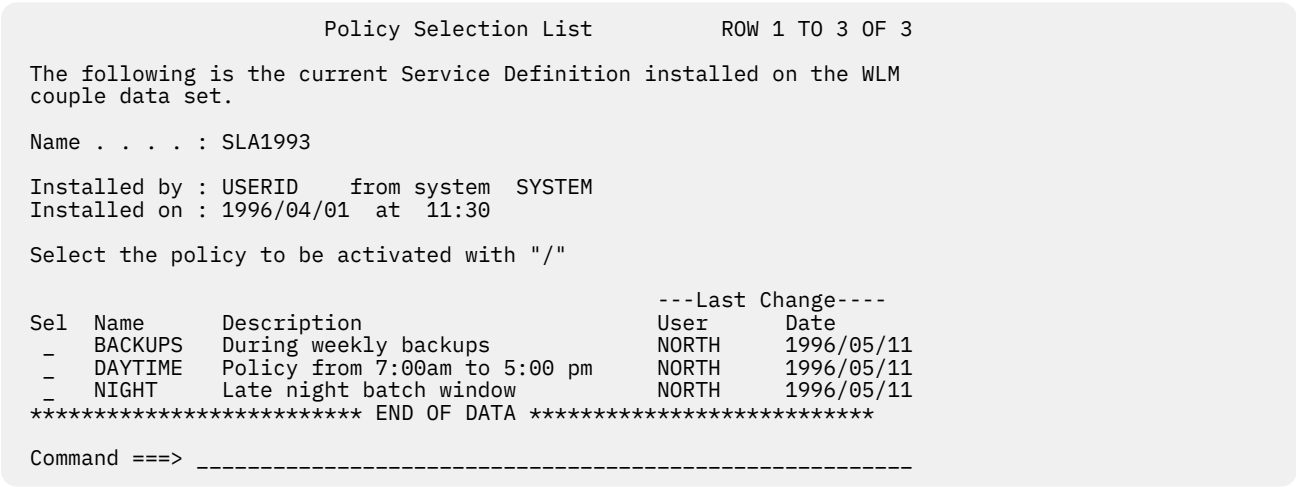 Policy Selection List ROW 1 TO 3 OF 3
The following is the current Service Definition installed on the WLM
couple data set.
Name . . . . : SLA1993
Installed by : USERID from system SYSTEM
Installed on : 1996/04/01 at 11:30
Select the policy to be activated with "/"
---Last Change----
Sel Name Description User Date
_ BACKUPS During weekly backups NORTH 1996/05/11
_ DAYTIME Policy from 7:00am to 5:00 pm NORTH 1996/05/11
_ NIGHT Late night batch window NORTH 1996/05/11
************************** END OF DATA ***************************
Command ===> ________________________________________________________